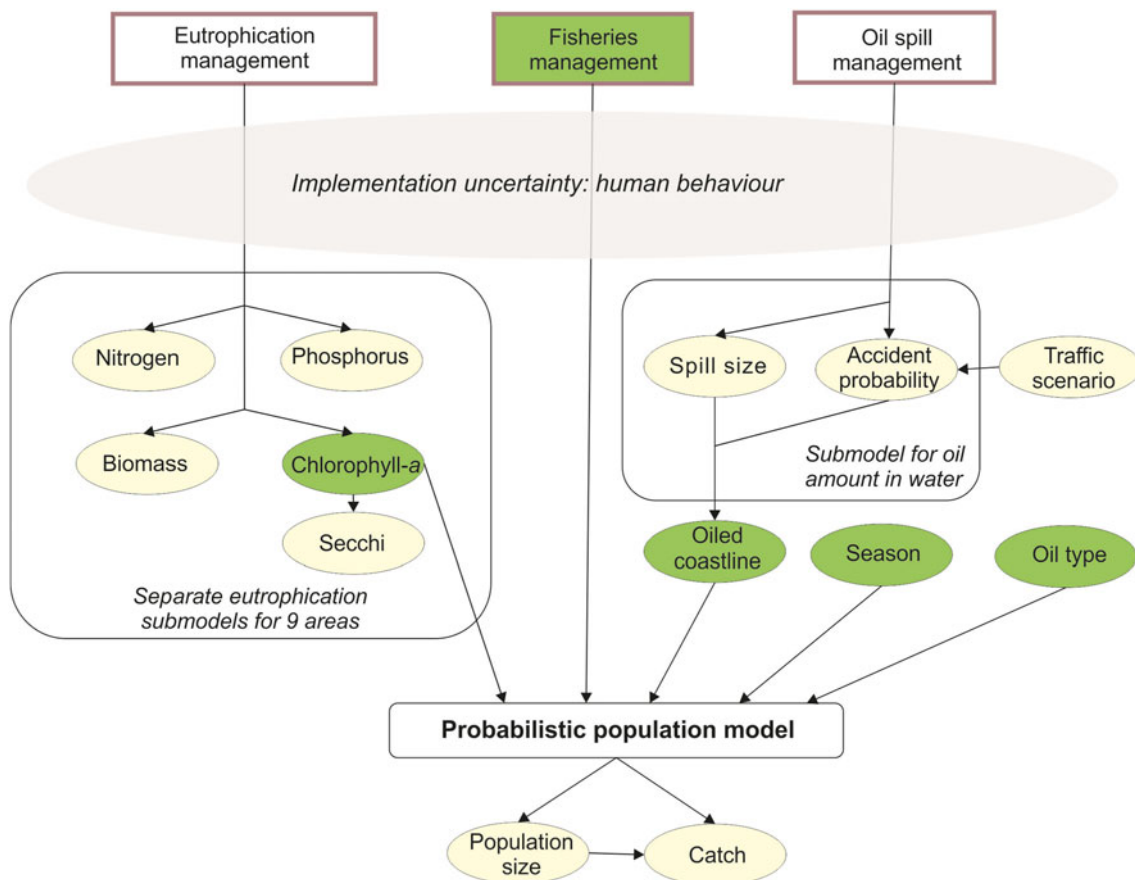 Eutrophication
management
Fisheries
management
Oil spill
management
Implementation uncertainty: human behaviour
Nitrogen
Phosphorus
Biomass
Chlorophyll-a
Secchi
Separate eutrophication
submodels for 9 areas
Spill size
Accident
probability
Traffic
scenario
Submodel for oil
amount in water
Oiled
coastline
Season
Oil type
Probabilistic population model
Population
size
Catch